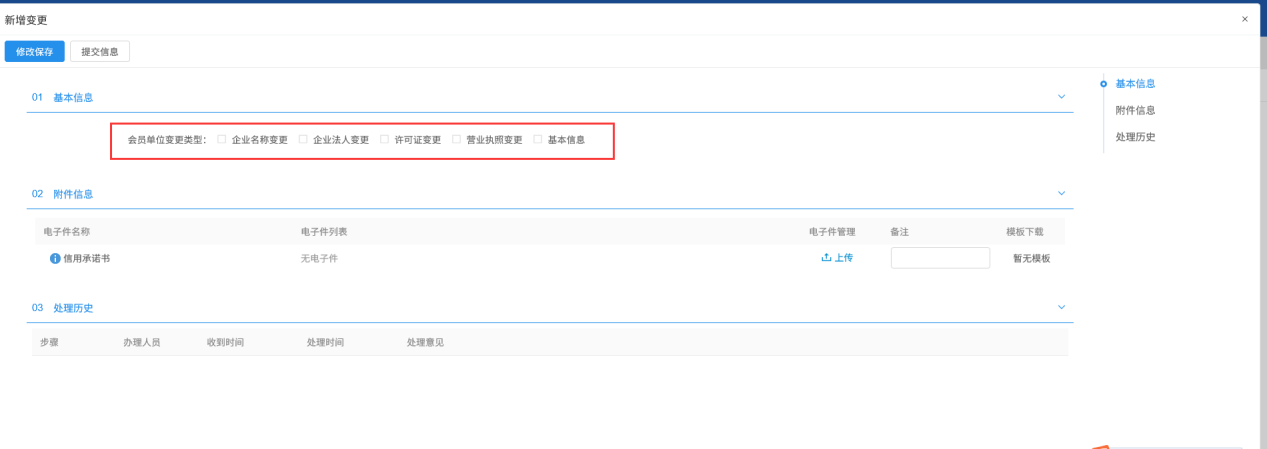 新增变更 ×
修改保存 提交信息
01 基本信息
会员单位变更类型: 企业名称变更 企业法人变更 许可证变更 营业执照变更 基本信息
02 附件信息
电子件名称 电子件列表 电子件管理 备注 模板下载
信用承诺书 无电子件 上传 暂无模板
03 处理历史
步骤 办理人员 收到时间 处理时间 处理意见
基本信息
附件信息
处理历史